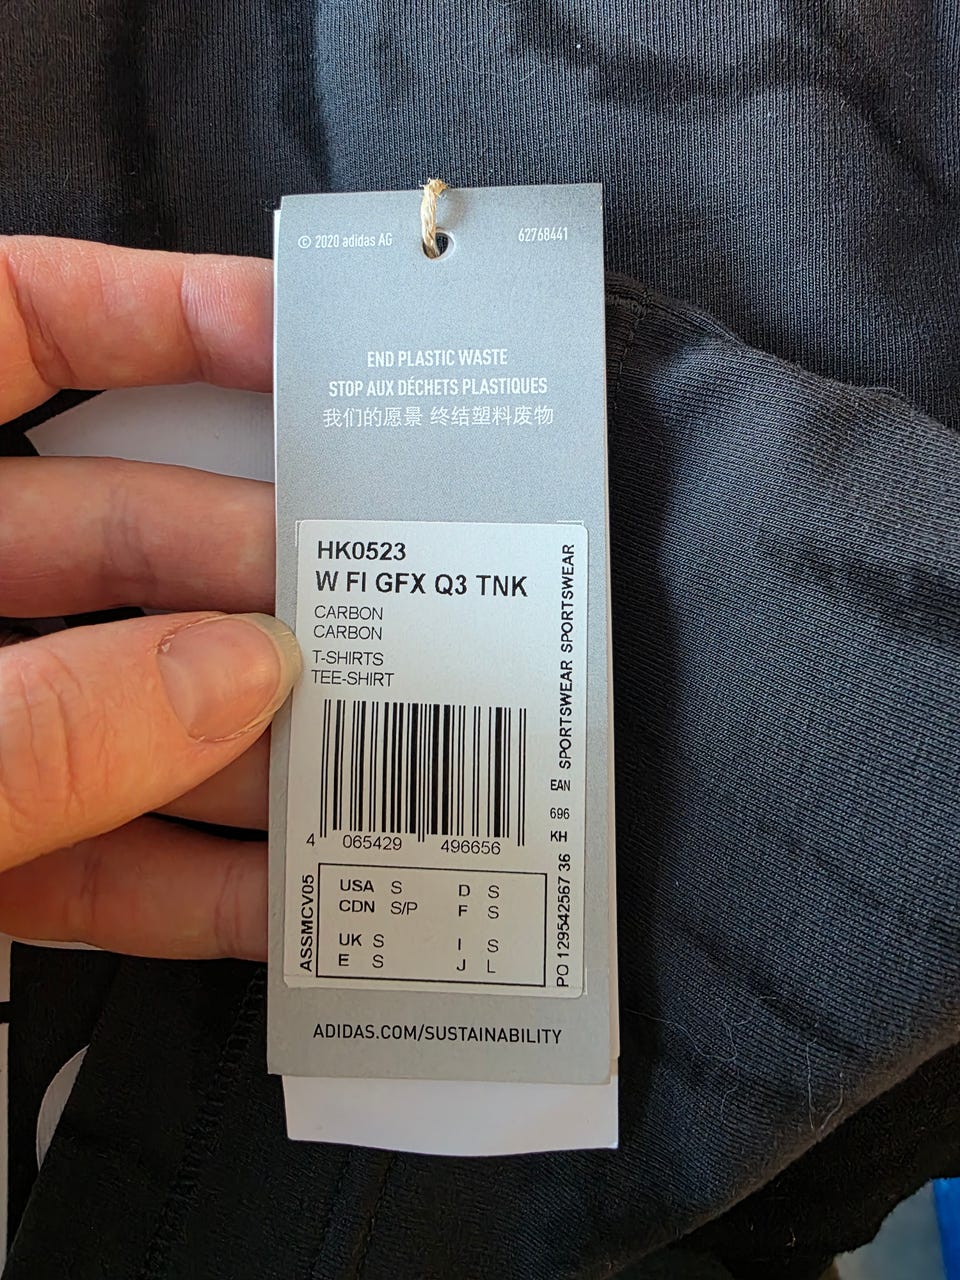 © 2020 adidas AG
62768441
END PLASTIC WASTE
STOP AUX DÉCHETS PLASTIQUES
我们的愿景 终结塑料废物
HK0523
W FI GFX Q3 TNK
CARBON
CARBON
T-SHIRTS
TEE-SHIRT
SPORTSWEAR SPORTSWEAR
EAN
696
KH
PO 129542567 36
4 065429 496656
ASSMCV05
USA S D S
CDN S/P F S
UK S I S
E S J L
ADIDAS.COM/SUSTAINABILITY